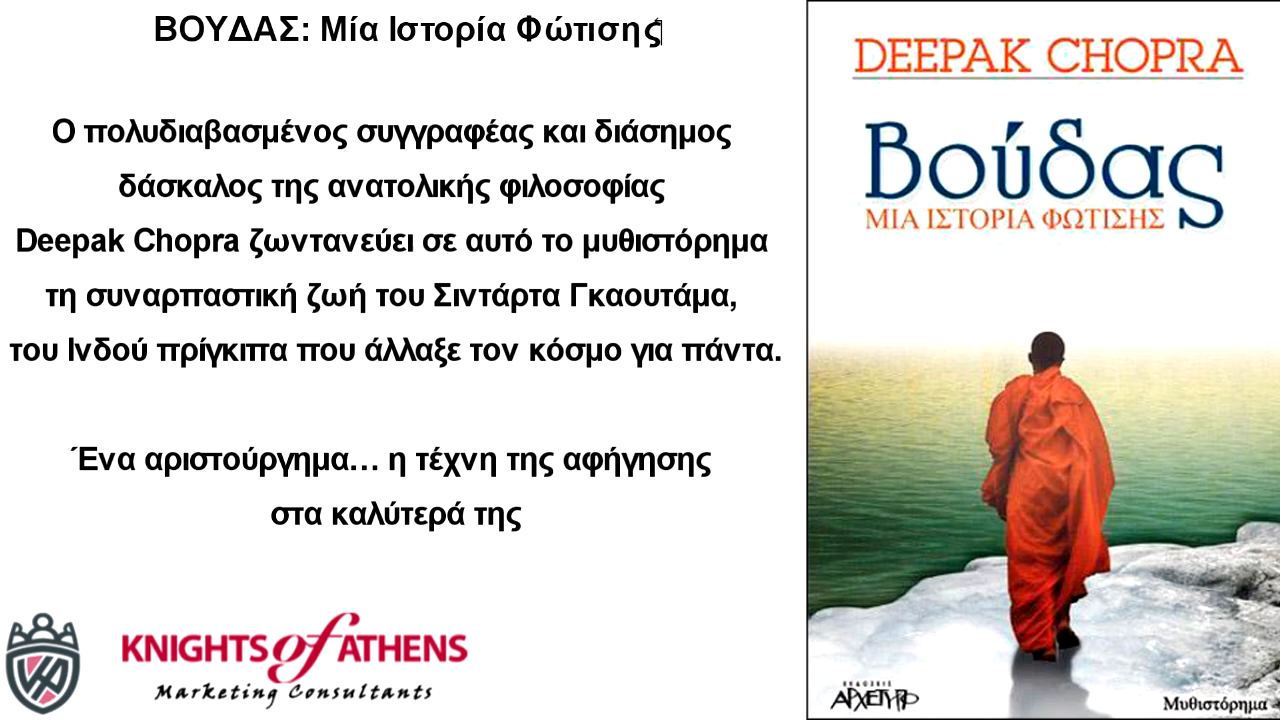 ΒΟΥΔΑΣ: Μία Ιστορία Φώτισης
Ο πολυδιαβασμένος συγγραφέας και διάσημος
δάσκαλος της ανατολικής φιλοσοφίας
Deepak Chopra ζωντανεύει σε αυτό το μυθιστόρημα
τη συναρπαστική ζωή του Σιντάρτα Γκαουτάμα,
του Ινδού πρίγκιπα που άλλαξε τον κόσμο για πάντα.
Ένα αριστούργημα… η τέχνη της αφήγησης
στα καλύτερά της
KNIGHTS of ATHENS
Marketing Consultants
DEEPAK CHOPRA
Βούδας
ΜΙΑ ΙΣΤΟΡΙΑ ΦΩΤΙΣΗΣ
ΕΚΔΟΣΕΙΣ
ΑΡΧΕΤΥΠΟ
Μυθιστόρημα